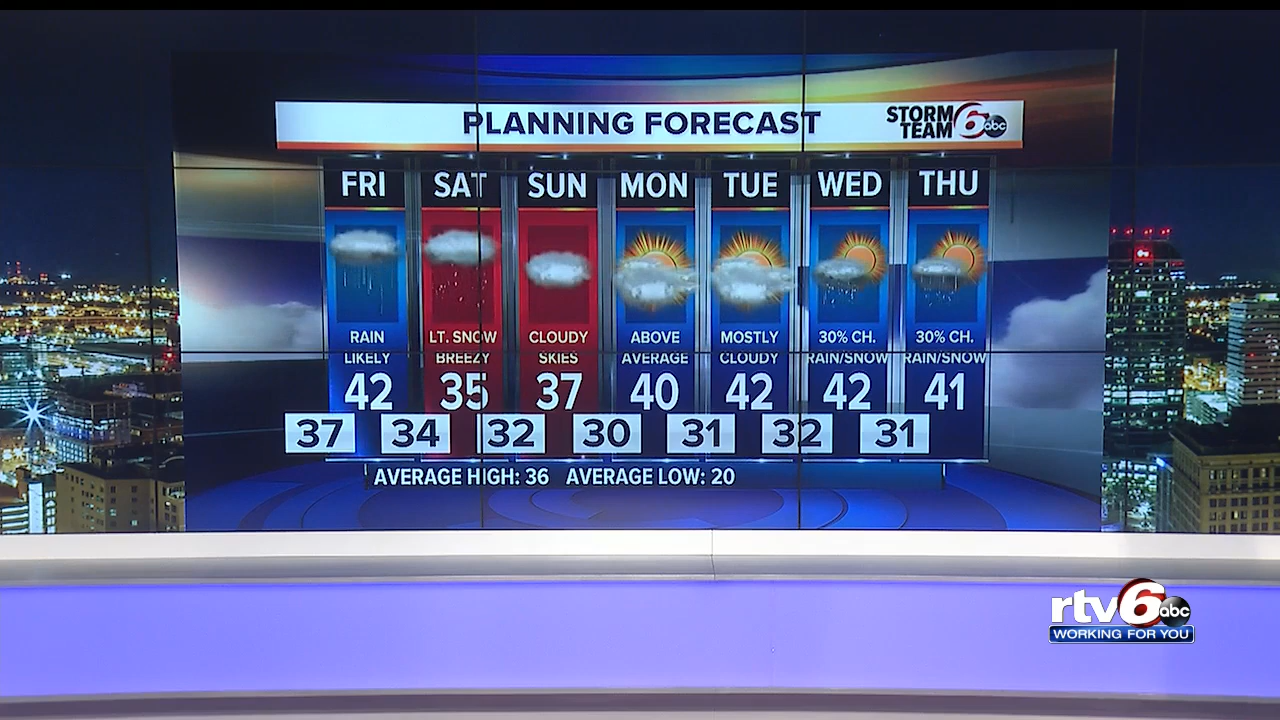 PLANNING FORECAST
STORM TEAM 6 abc
FRI SAT SUN MON TUE WED THU
RAIN LT. SNOW CLOUDY ABOVE MOSTLY 30% CH. 30% CH.
LIKELY BREEZY SKIES AVERAGE CLOUDY RAIN/SNOW RAIN/SNOW
42 35 37 40 42 42 41
37 34 32 30 31 32 31
AVERAGE HIGH: 36 AVERAGE LOW: 20
rtv6 abc
WORKING FOR YOU